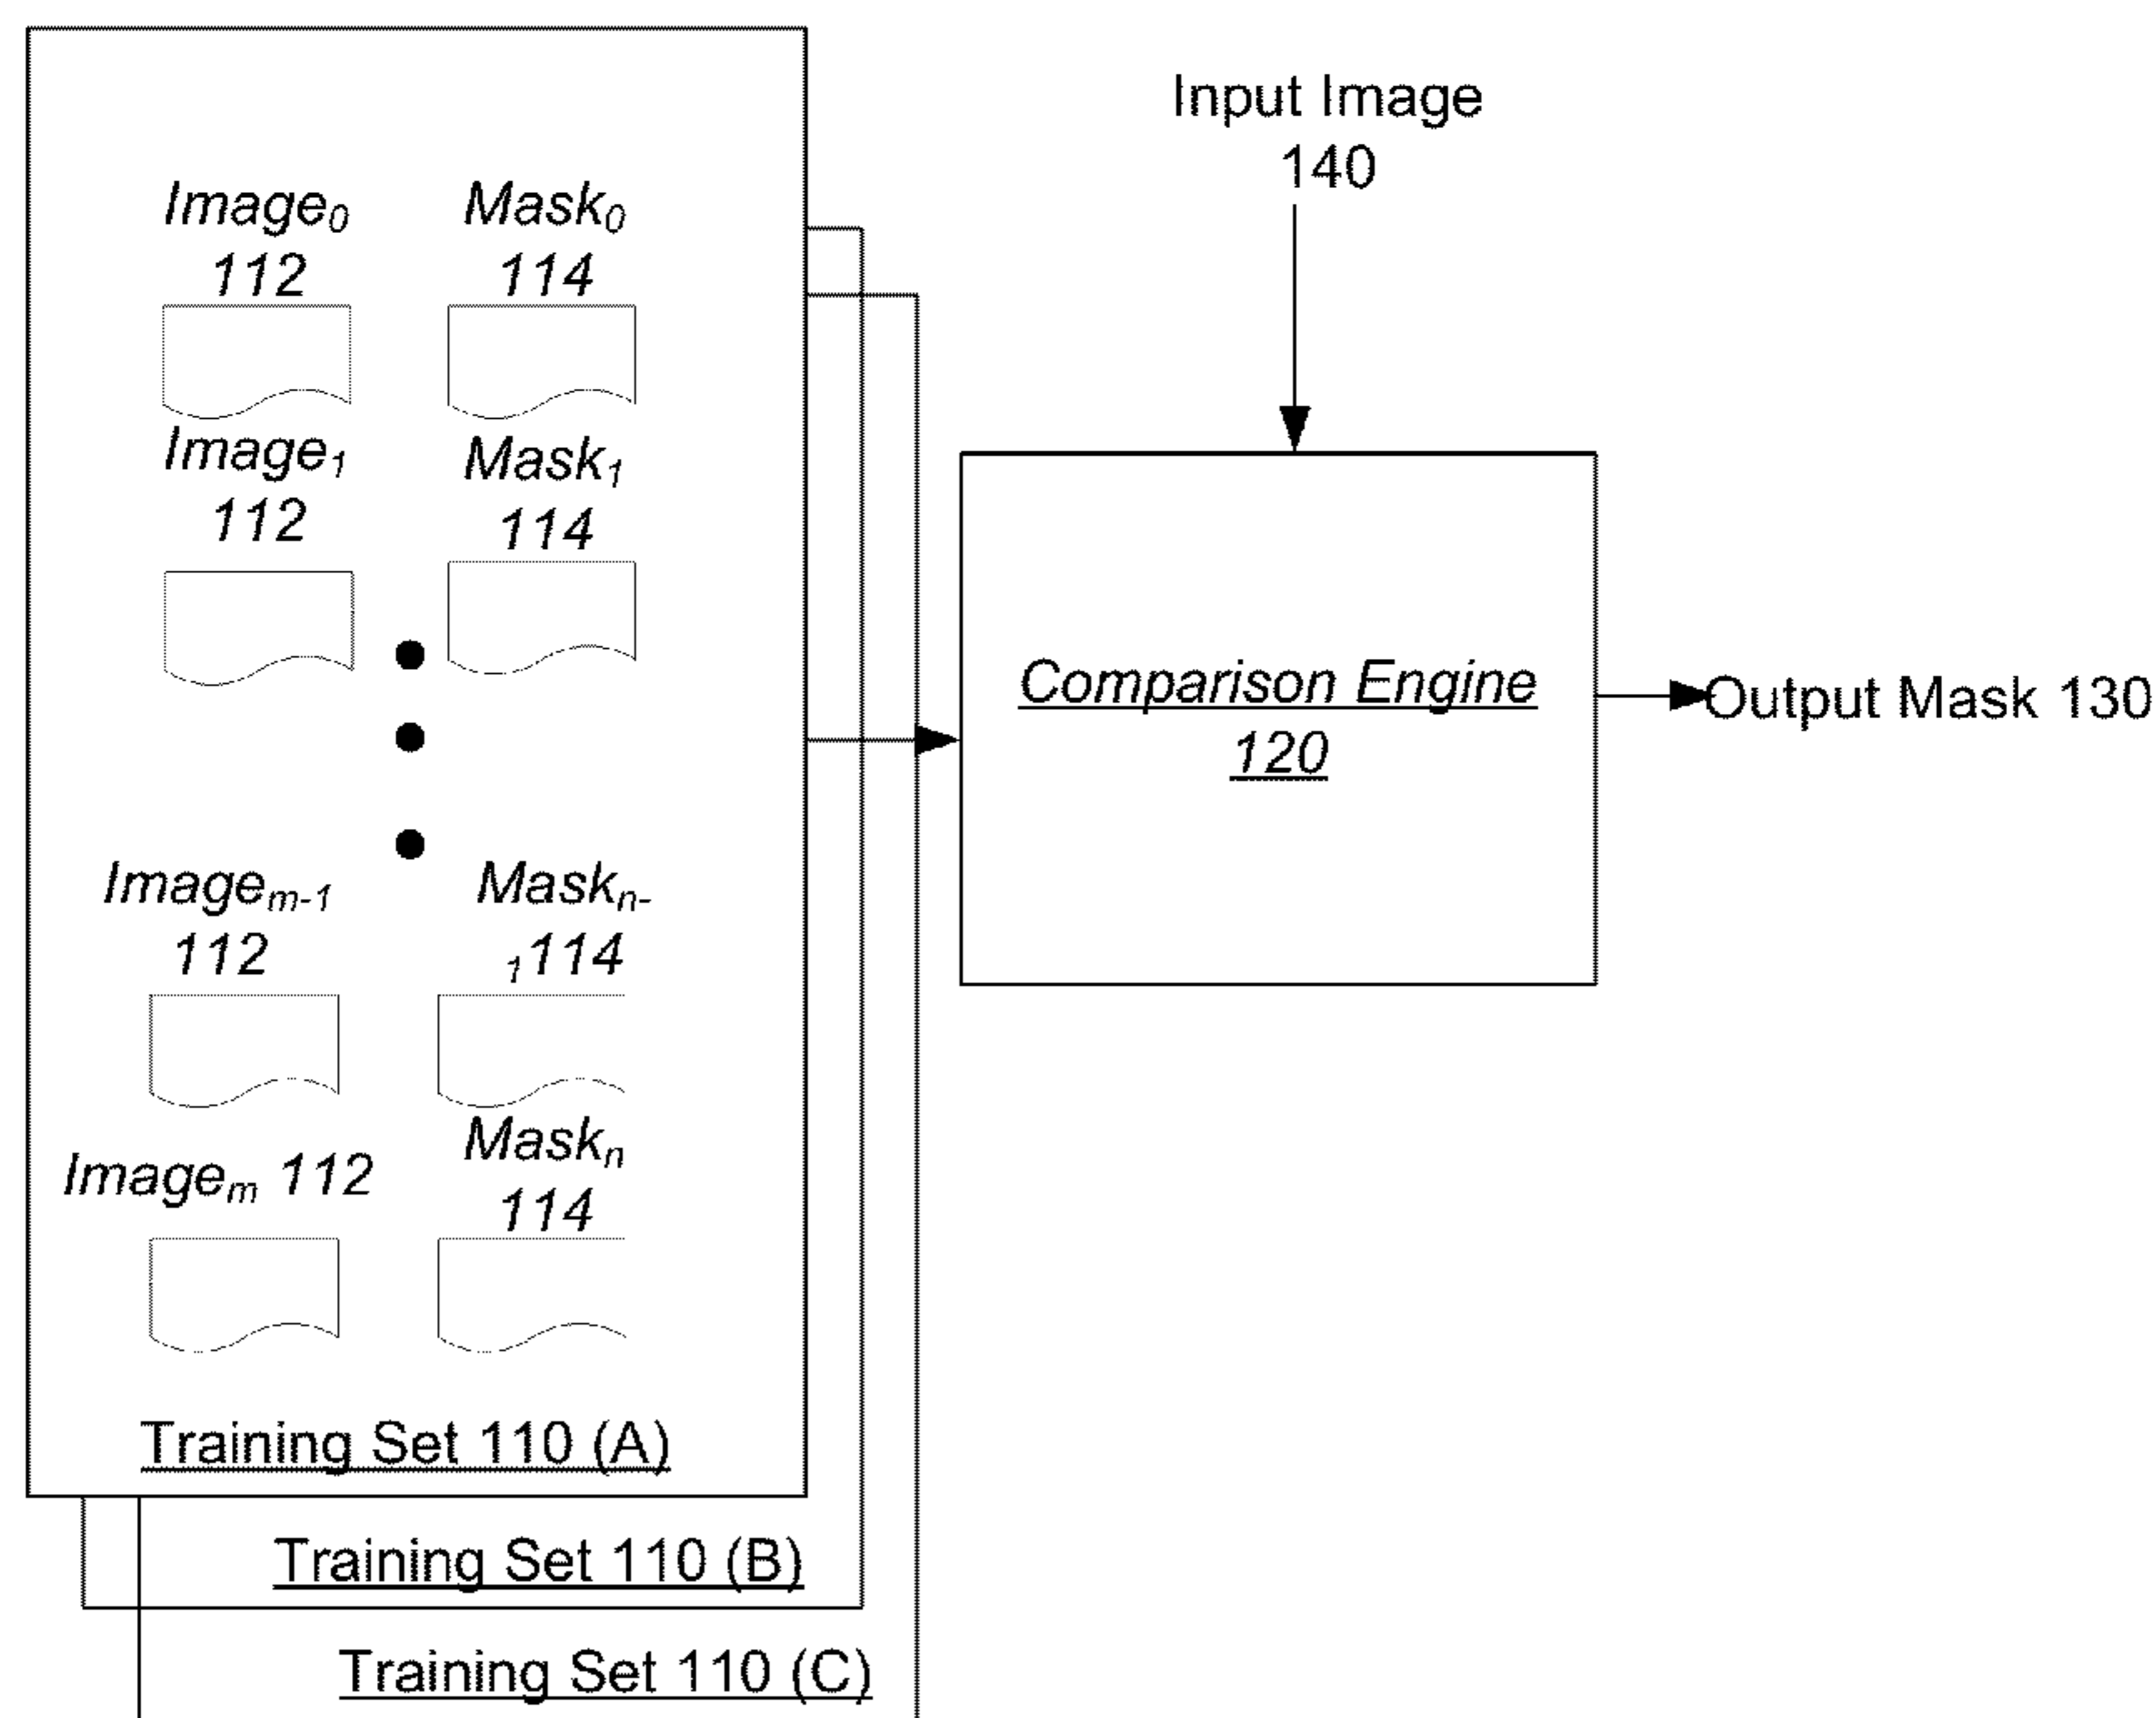 Input Image
140
Image₀
112
Mask₀
114
Image₁
112
Mask₁
114
Comparison Engine
120
Output Mask 130
Imageₘ₋₁
112
Maskₙ₋
₁114
Imageₘ 112
Maskₙ
114
Training Set 110 (A)
Training Set 110 (B)
Training Set 110 (C)